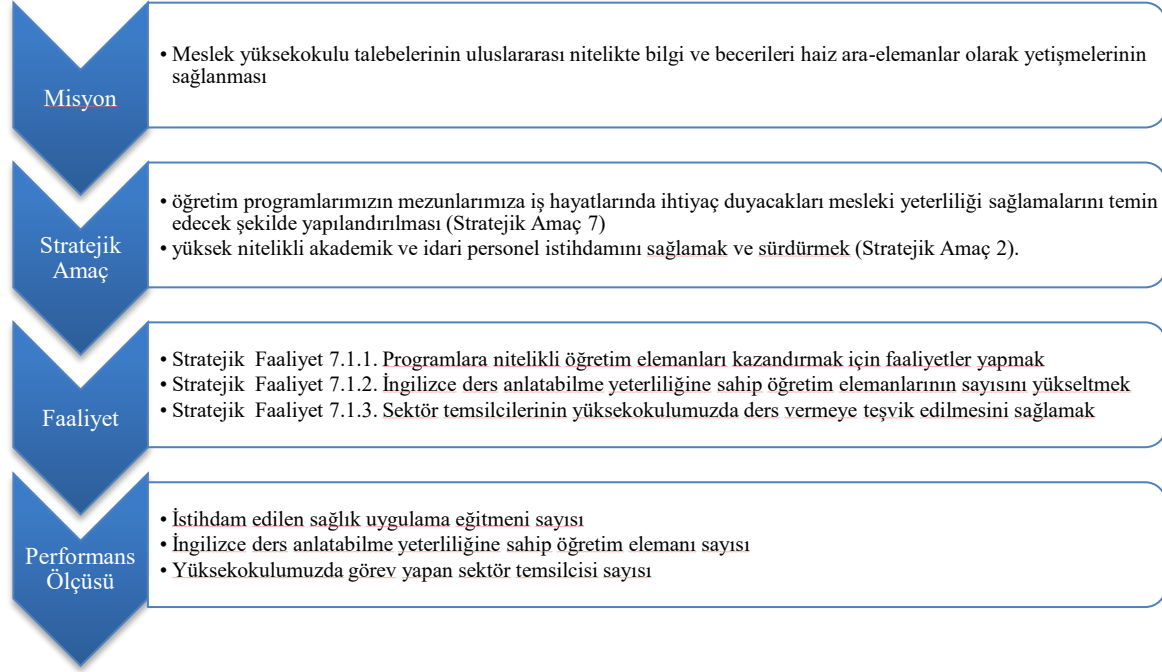 Misyon
• Meslek yüksekokulu talebelerinin uluslararası nitelikte bilgi ve becerileri haiz ara-elemanlar olarak yetişmelerinin
sağlanması
Stratejik
Amaç
• öğretim programlarımızın mezunlarımıza iş hayatlarında ihtiyaç duyacakları mesleki yeterliliği sağlamalarını temin
edecek şekilde yapılandırılması (Stratejik Amaç 7)
• yüksek nitelikli akademik ve idari personel istihdamını sağlamak ve sürdürmek (Stratejik Amaç 2).
Faaliyet
• Stratejik Faaliyet 7.1.1. Programlara nitelikli öğretim elemanları kazandırmak için faaliyetler yapmak
• Stratejik Faaliyet 7.1.2. İngilizce ders anlatabilme yeterliliğine sahip öğretim elemanlarının sayısını yükseltmek
• Stratejik Faaliyet 7.1.3. Sektör temsilcilerinin yüksekokulumuzda ders vermeye teşvik edilmesini sağlamak
Performans
Ölçüsü
• İstihdam edilen sağlık uygulama eğitmeni sayısı
• İngilizce ders anlatabilme yeterliliğine sahip öğretim elemanı sayısı
• Yüksekokulumuzda görev yapan sektör temsilcisi sayısı